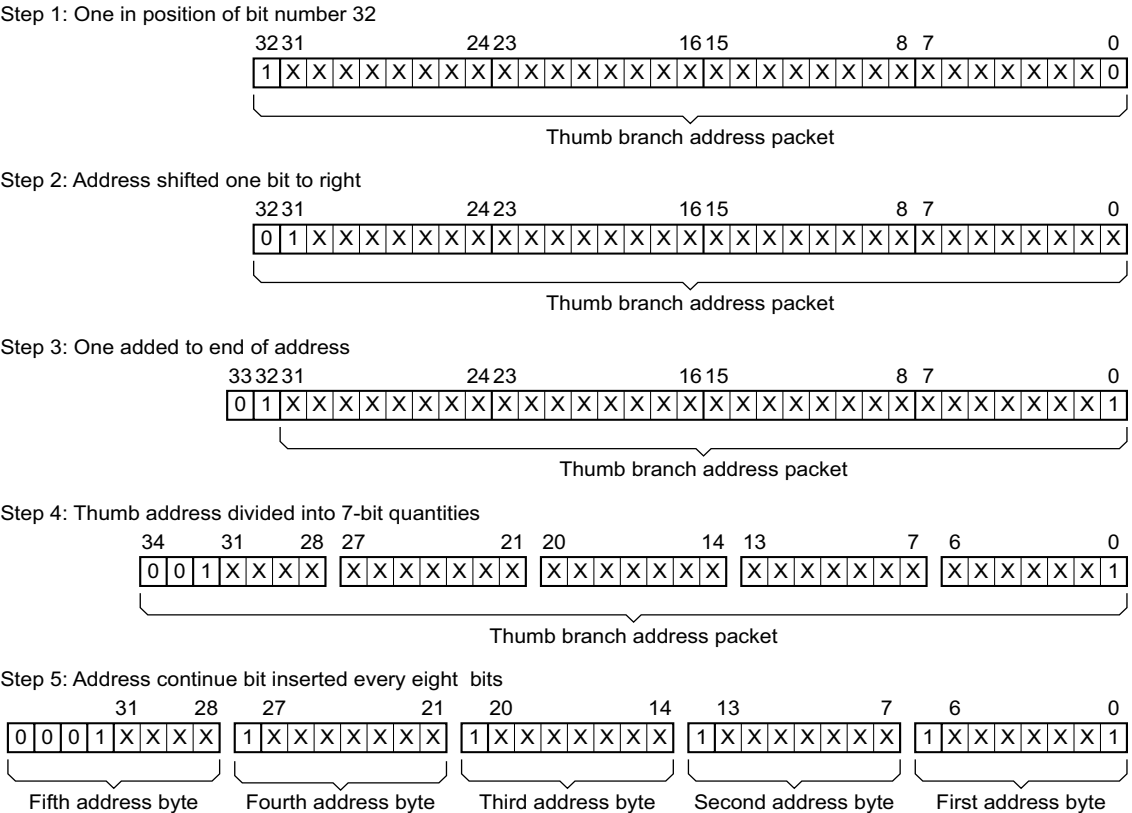 Step 1: One in position of bit number 32
32 31 24 23 16 15 8 7 0
1 X X X X X X X X X X X X X X X X X X X X X X X X X X X X X X X 0
Thumb branch address packet
Step 2: Address shifted one bit to right
32 31 24 23 16 15 8 7 0
0 1 X X X X X X X X X X X X X X X X X X X X X X X X X X X X X X X
Thumb branch address packet
Step 3: One added to end of address
33 32 31 24 23 16 15 8 7 0
0 1 X X X X X X X X X X X X X X X X X X X X X X X X X X X X X X X 1
Thumb branch address packet
Step 4: Thumb address divided into 7-bit quantities
34 31 28 27 21 20 14 13 7 6 0
0 0 1 X X X X X X X X X X X X X X X X X X X X X X X X X X X X X X X 1
Thumb branch address packet
Step 5: Address continue bit inserted every eight bits
31 28 27 21 20 14 13 7 6 0
0 0 0 1 X X X X 1 X X X X X X X 1 X X X X X X X 1 X X X X X X X 1 X X X X X X 1
Fifth address byte Fourth address byte Third address byte Second address byte First address byte